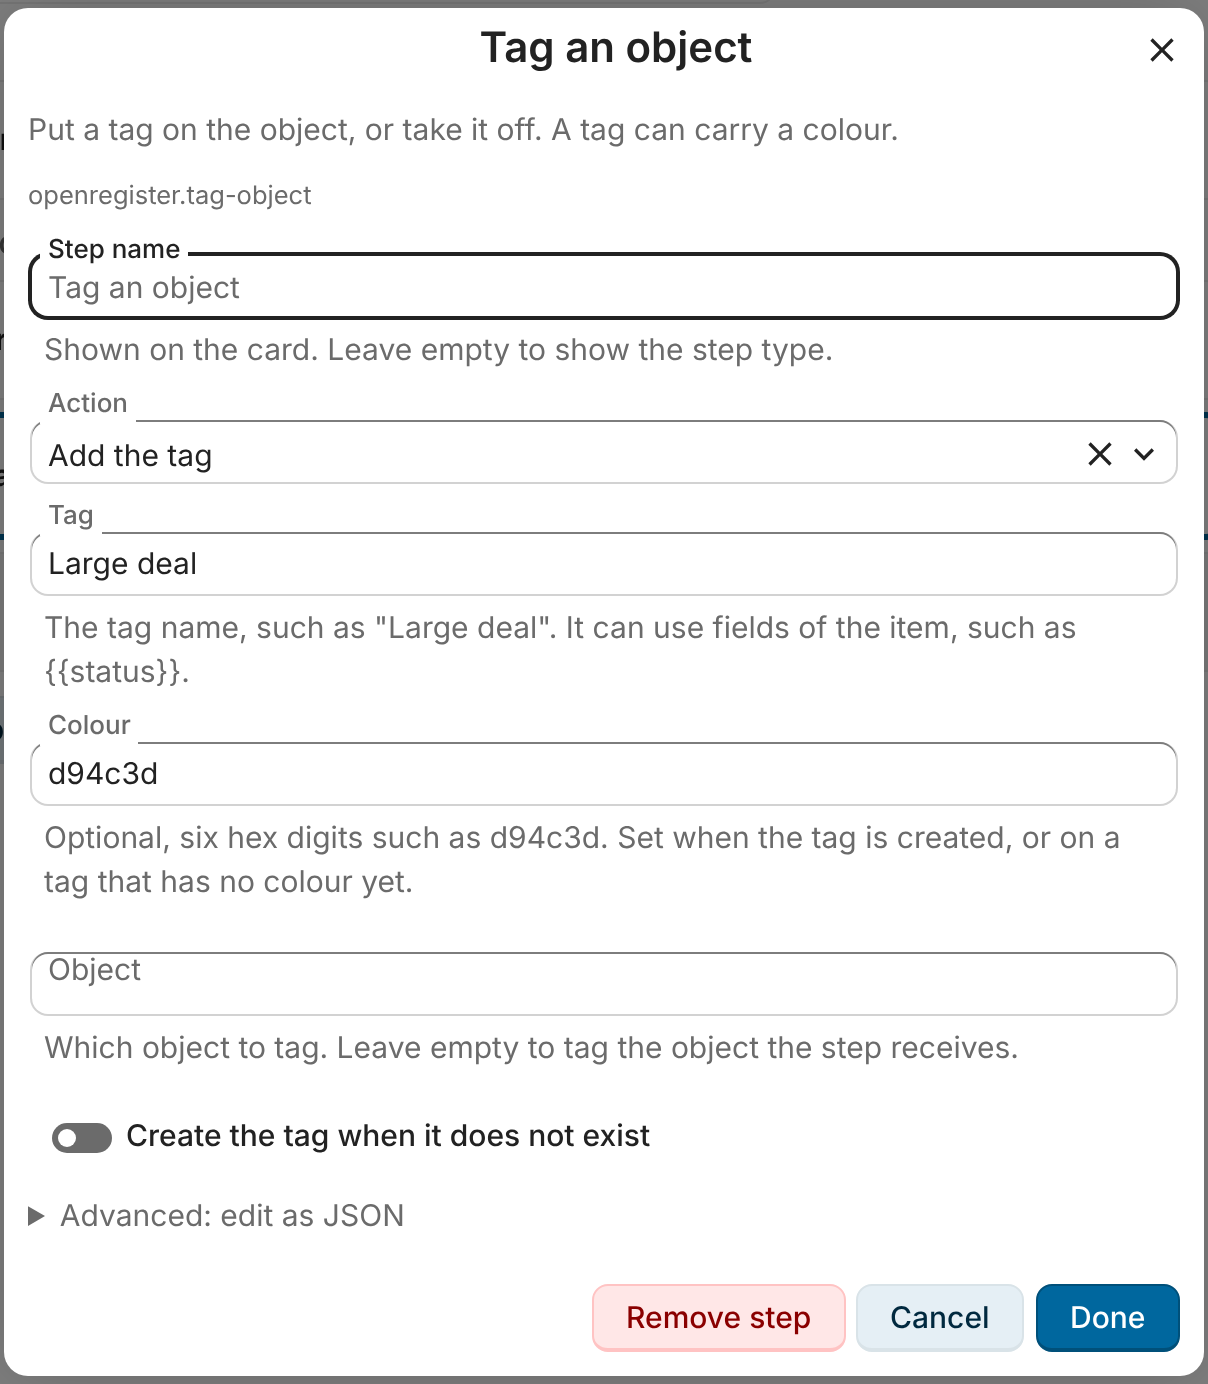 Tag an object
Put a tag on the object, or take it off. A tag can carry a colour.
openregister.tag-object
Step name
Tag an object
Shown on the card. Leave empty to show the step type.
Action
Add the tag
Tag
Large deal
The tag name, such as "Large deal". It can use fields of the item, such as
{{status}}.
Colour
d94c3d
Optional, six hex digits such as d94c3d. Set when the tag is created, or on a
tag that has no colour yet.
Object
Which object to tag. Leave empty to tag the object the step receives.
Create the tag when it does not exist
Advanced: edit as JSON
Remove step
Cancel
Done